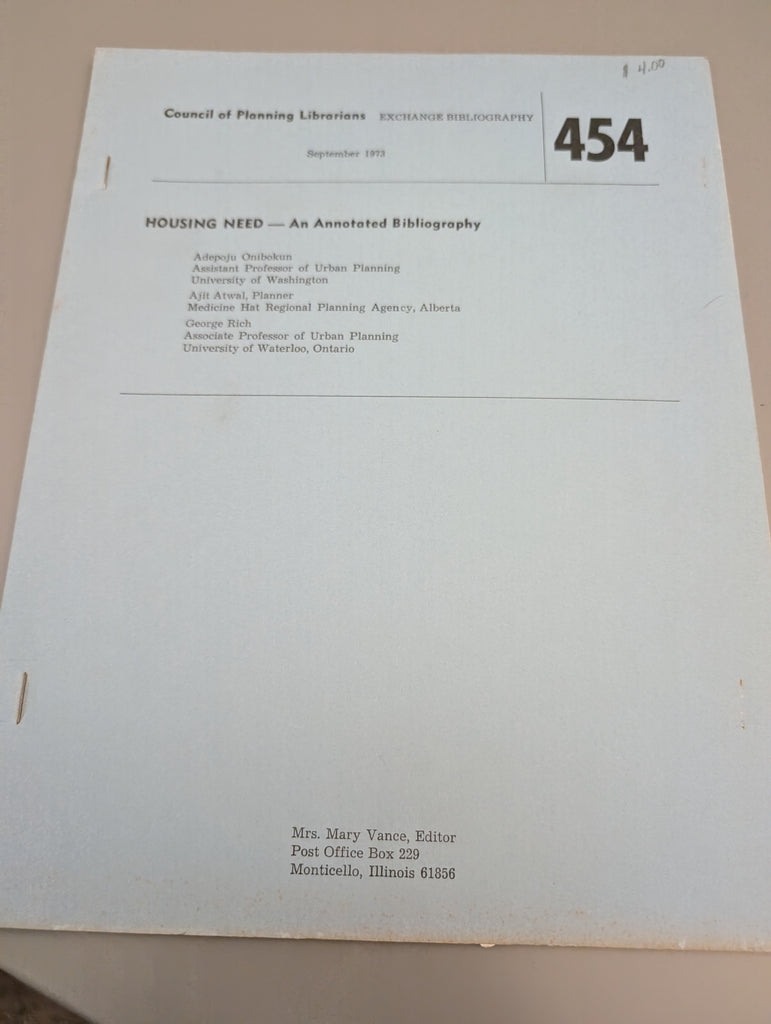 $ 4.00
Council of Planning Librarians EXCHANGE BIBLIOGRAPHY
454
September 1973
HOUSING NEED — An Annotated Bibliography
Adepoju Onibokun
Assistant Professor of Urban Planning
University of Washington
Ajit Atwal, Planner
Medicine Hat Regional Planning Agency, Alberta
George Rich
Associate Professor of Urban Planning
University of Waterloo, Ontario
Mrs. Mary Vance, Editor
Post Office Box 229
Monticello, Illinois 61856